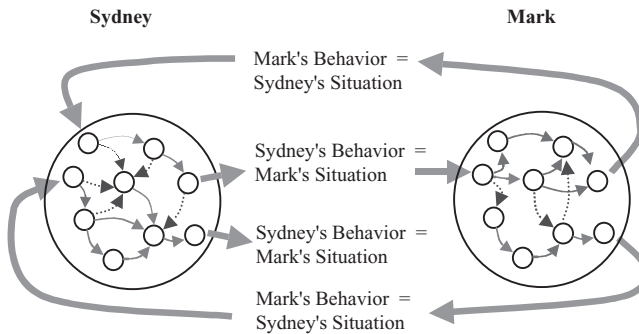 Sydney
Mark
Mark's Behavior =
Sydney's Situation
Sydney's Behavior =
Mark's Situation
Sydney's Behavior =
Mark's Situation
Mark's Behavior =
Sydney's Situation